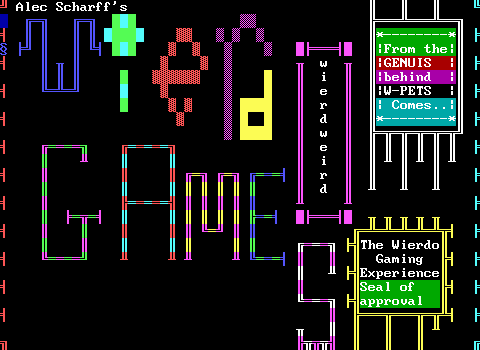 Alec Scharff's
Wierd
GAMES
wierdweird
From the
GENUIS
behind
W-PETS
Comes..
The Wierdo
Gaming
Experience
Seal of
approval